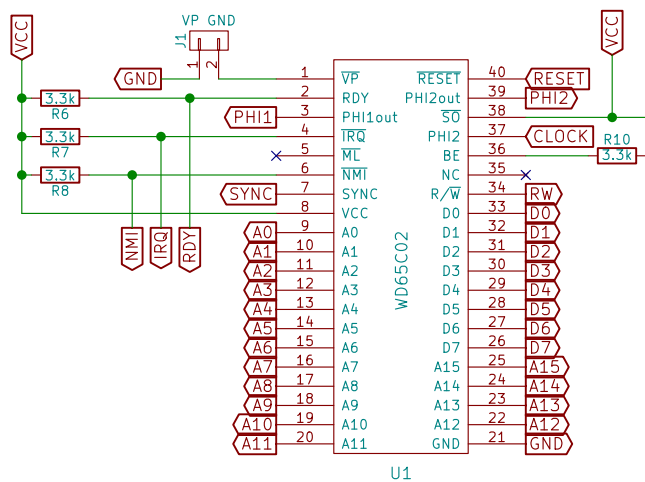 VP GND
J1
1 2
VCC
VCC
GND
3.3k
R6
3.3k
R7
3.3k
R8
NMI
IRQ
RDY
PHI1
SYNC
1 VP RESET 40 RESET
2 RDY PHI2out 39 PHI2
3 PHI1out SO 38
4 IRQ PHI2 37 CLOCK
5 ML BE 36
R10
3.3k
6 NMI NC 35
7 SYNC R/W 34 RW
8 VCC D0 33 D0
A0 9 A0 D1 32 D1
A1 10 A1 D2 31 D2
A2 11 A2 D3 30 D3
A3 12 A3 D4 29 D4
A4 13 A4 D5 28 D5
A5 14 A5 D6 27 D6
A6 15 A6 D7 26 D7
A7 16 A7 A15 25 A15
A8 17 A8 A14 24 A14
A9 18 A9 A13 23 A13
A10 19 A10 A12 22 A12
A11 20 A11 GND 21 GND
WD65C02
U1